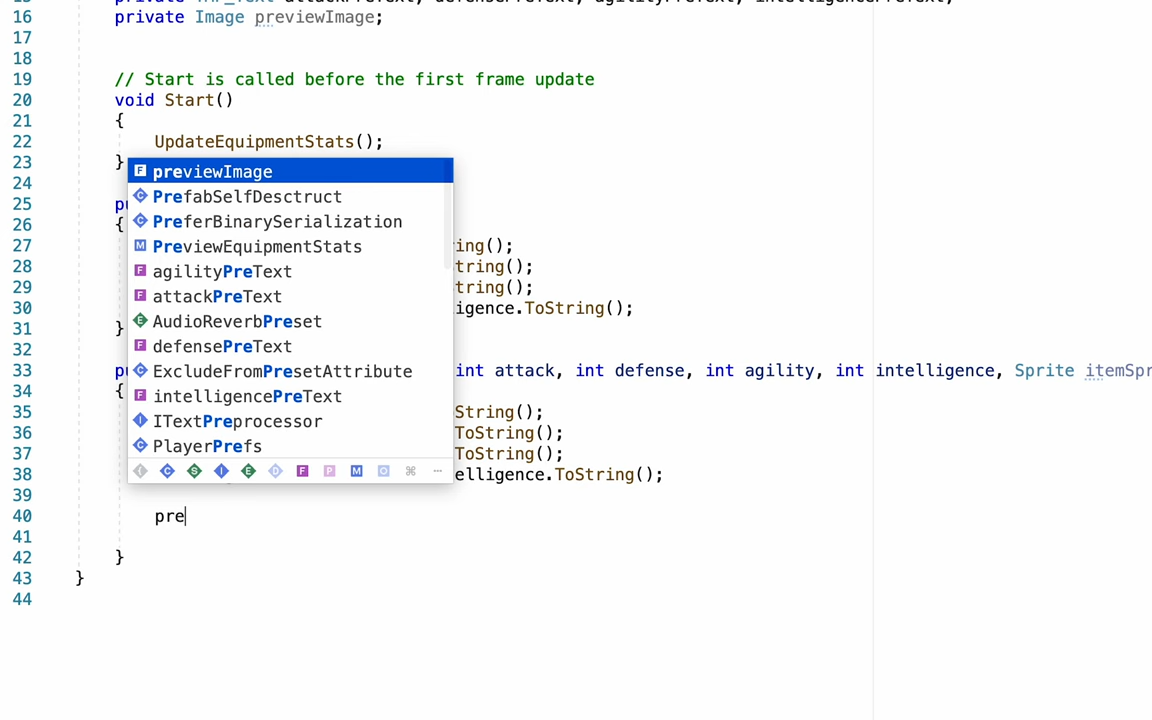 16 private Image previewImage;
17
18
19 // Start is called before the first frame update
20 void Start()
21 {
22 UpdateEquipmentStats();
23 }
24
25 pu
26 {
27 ing();
28 tring();
29 tring();
30 igence.ToString();
31 }
32
33 pu int attack, int defense, int agility, int intelligence, Sprite itemSpr
34 {
35 String();
36 ToString();
37 ToString();
38 elligence.ToString();
39
40 pre
41
42 }
43 }
44
previewImage
PrefabSelfDesctruct
PreferBinarySerialization
PreviewEquipmentStats
agilityPreText
attackPreText
AudioReverbPreset
defensePreText
ExcludeFromPresetAttribute
intelligencePreText
ITextPreprocessor
PlayerPrefs